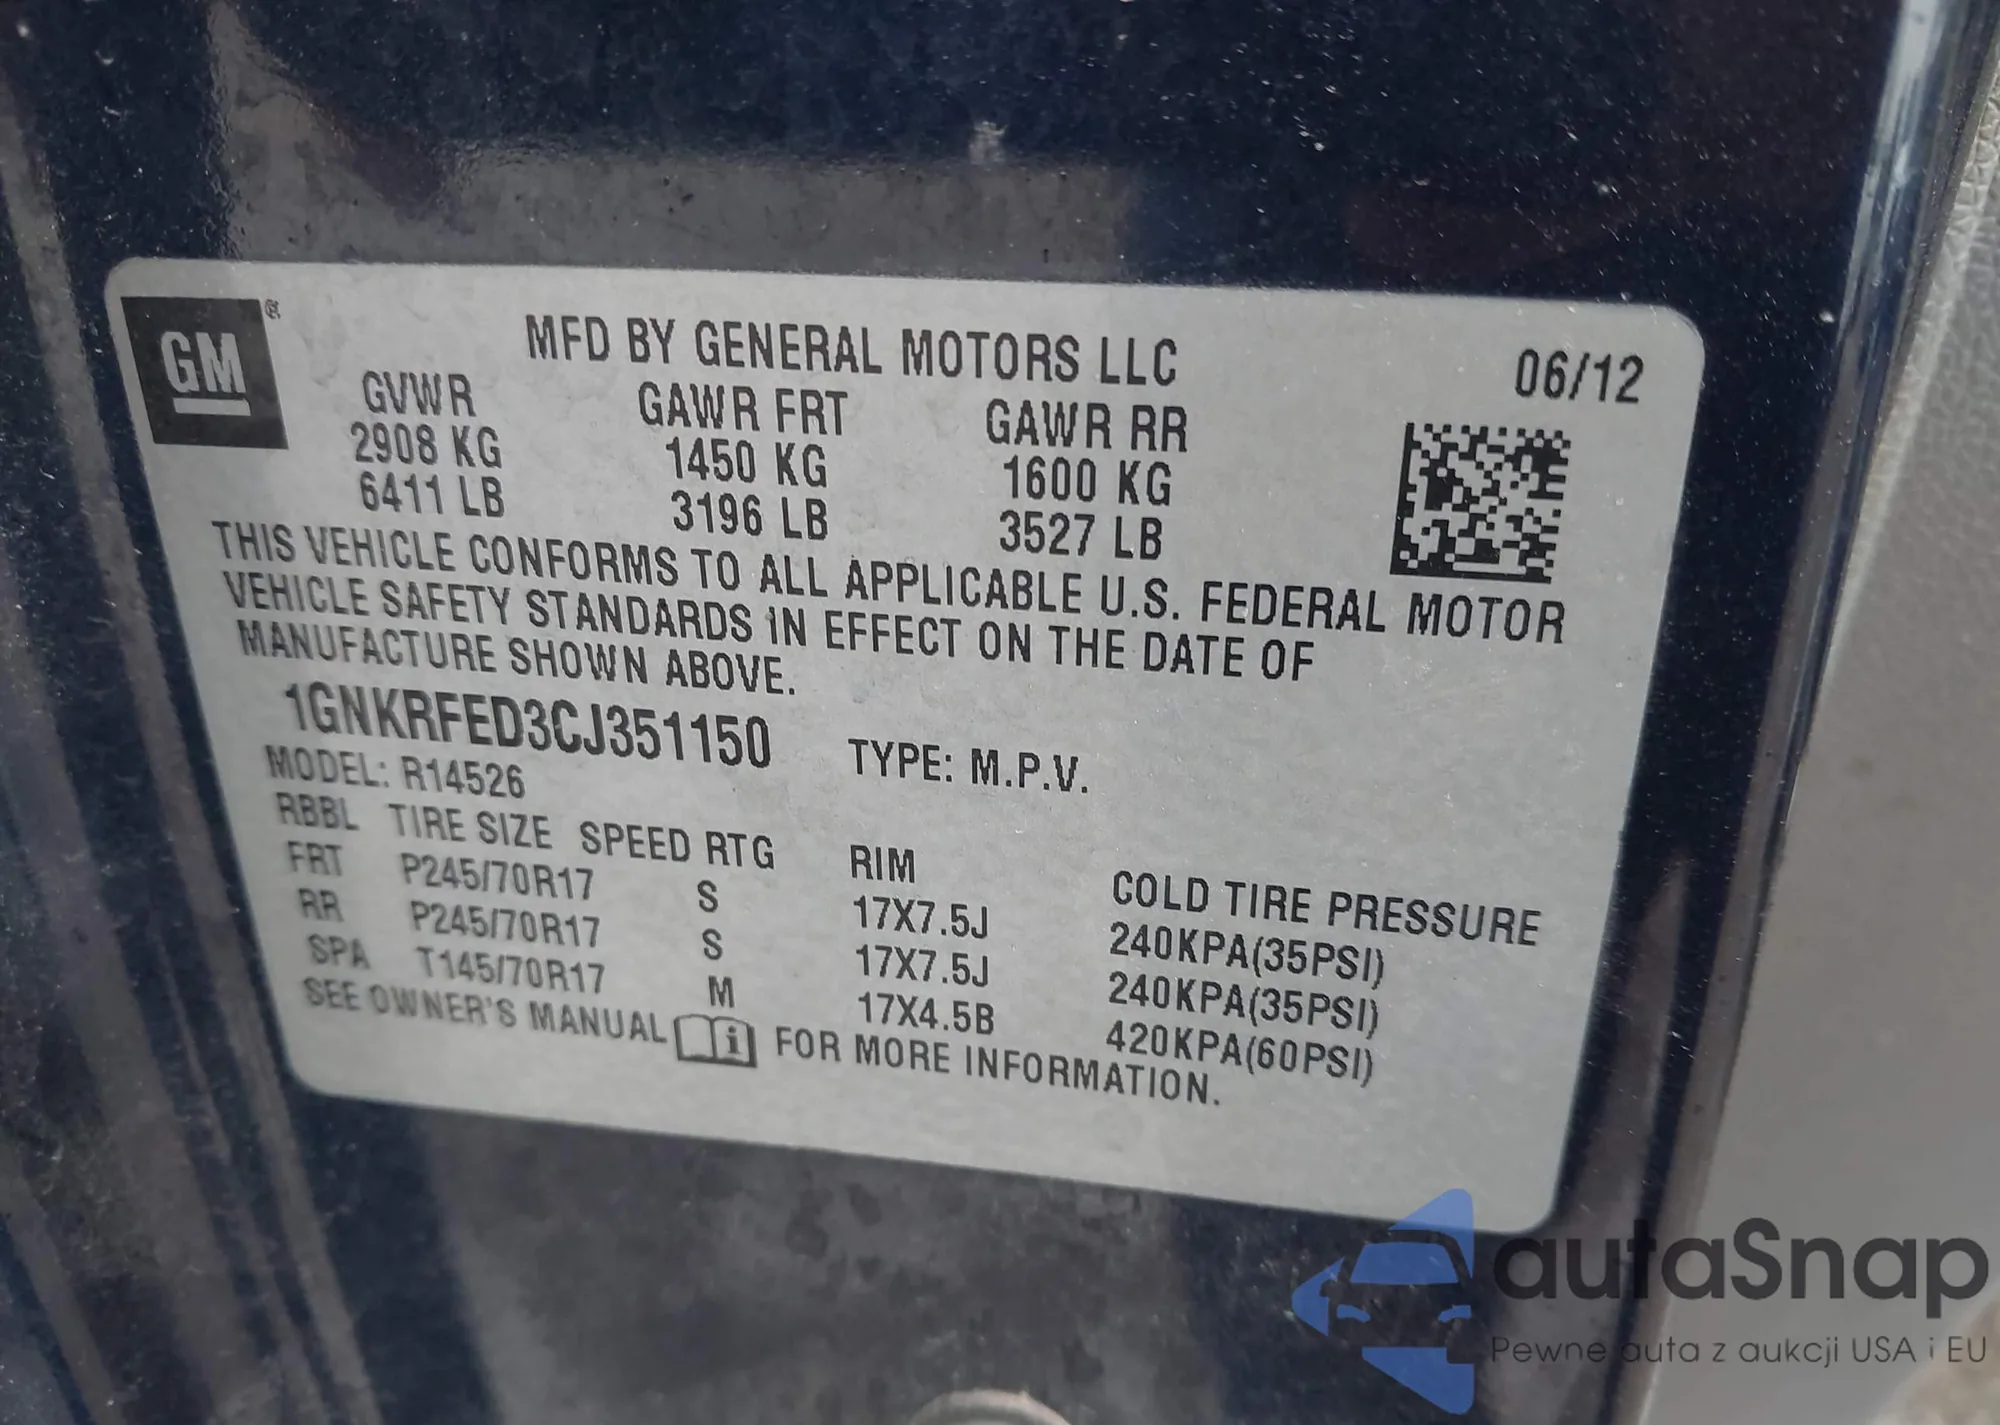 GM ®
MFD BY GENERAL MOTORS LLC
06/12
GVWR GAWR FRT GAWR RR
2908 KG 1450 KG 1600 KG
6411 LB 3196 LB 3527 LB
THIS VEHICLE CONFORMS TO ALL APPLICABLE U.S. FEDERAL MOTOR
VEHICLE SAFETY STANDARDS IN EFFECT ON THE DATE OF
MANUFACTURE SHOWN ABOVE.
1GNKRFED3CJ351150 TYPE: M.P.V.
MODEL: R14526
RBBL TIRE SIZE SPEED RTG RIM COLD TIRE PRESSURE
FRT P245/70R17 S 17X7.5J 240KPA(35PSI)
RR P245/70R17 S 17X7.5J 240KPA(35PSI)
SPA T145/70R17 M 17X4.5B 420KPA(60PSI)
SEE OWNER'S MANUAL i FOR MORE INFORMATION.
autaSnap
Pewne auta z aukcji USA i EU